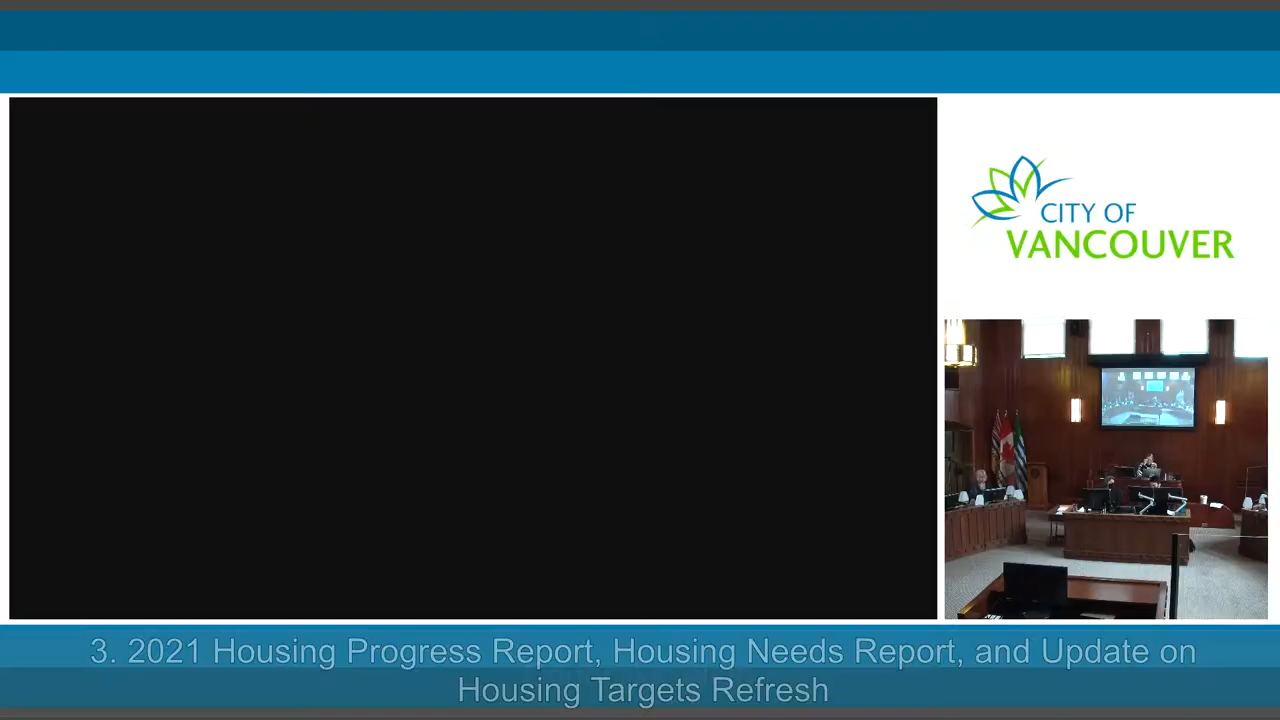 CITY OF
VANCOUVER
3. 2021 Housing Progress Report, Housing Needs Report, and Update on
Housing Targets Refresh